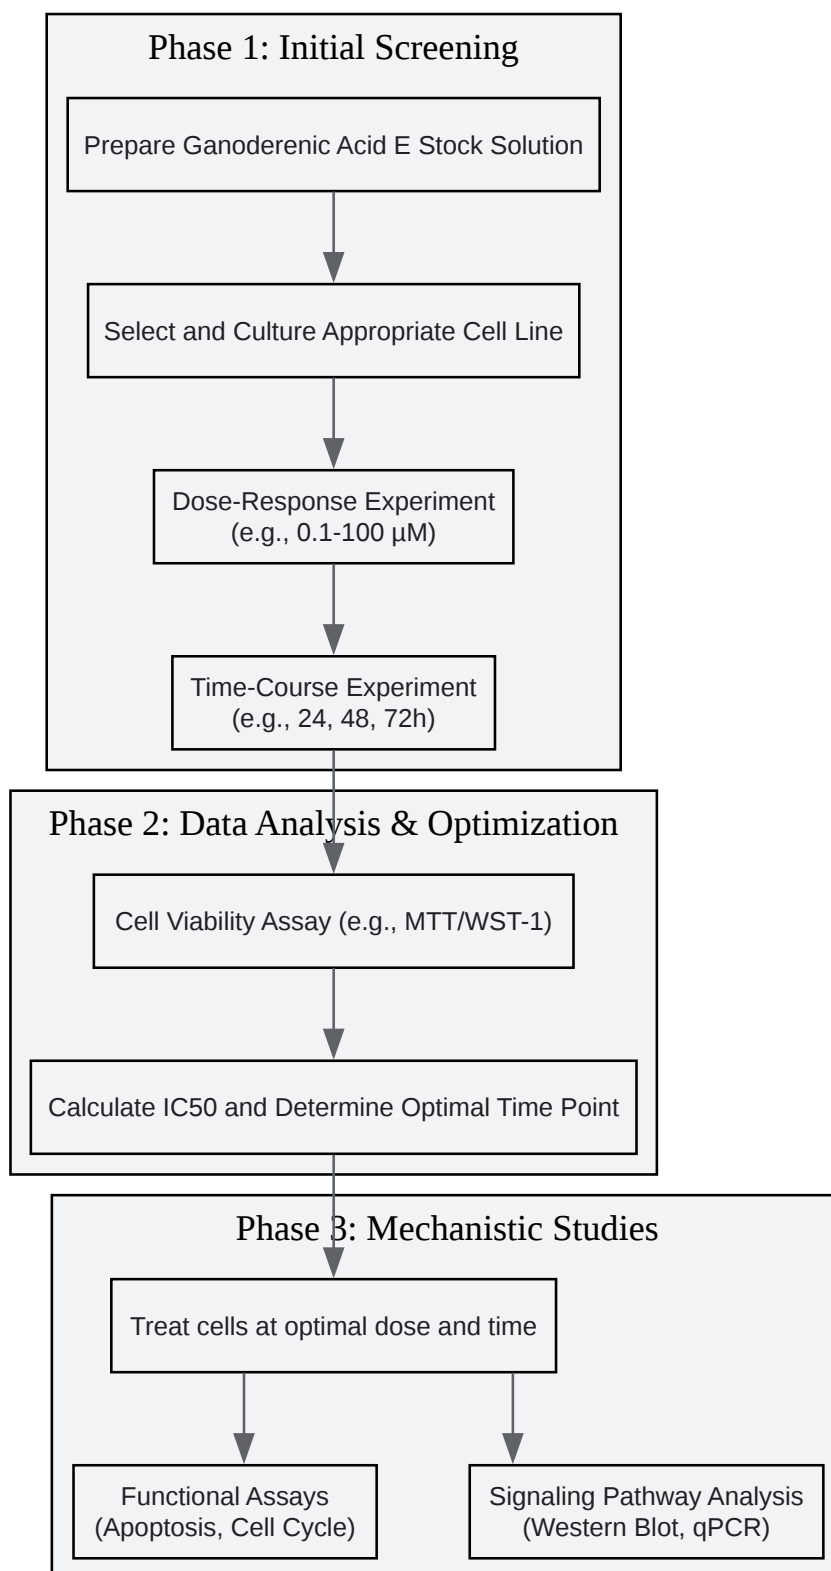 Phase 1: Initial Screening
Prepare Ganoderenic Acid E Stock Solution
Select and Culture Appropriate Cell Line
Dose-Response Experiment
(e.g., 0.1-100 µM)
Time-Course Experiment
(e.g., 24, 48, 72h)
Phase 2: Data Analysis & Optimization
Cell Viability Assay (e.g., MTT/WST-1)
Calculate IC50 and Determine Optimal Time Point
Phase 3: Mechanistic Studies
Treat cells at optimal dose and time
Functional Assays
(Apoptosis, Cell Cycle)
Signaling Pathway Analysis
(Western Blot, qPCR)